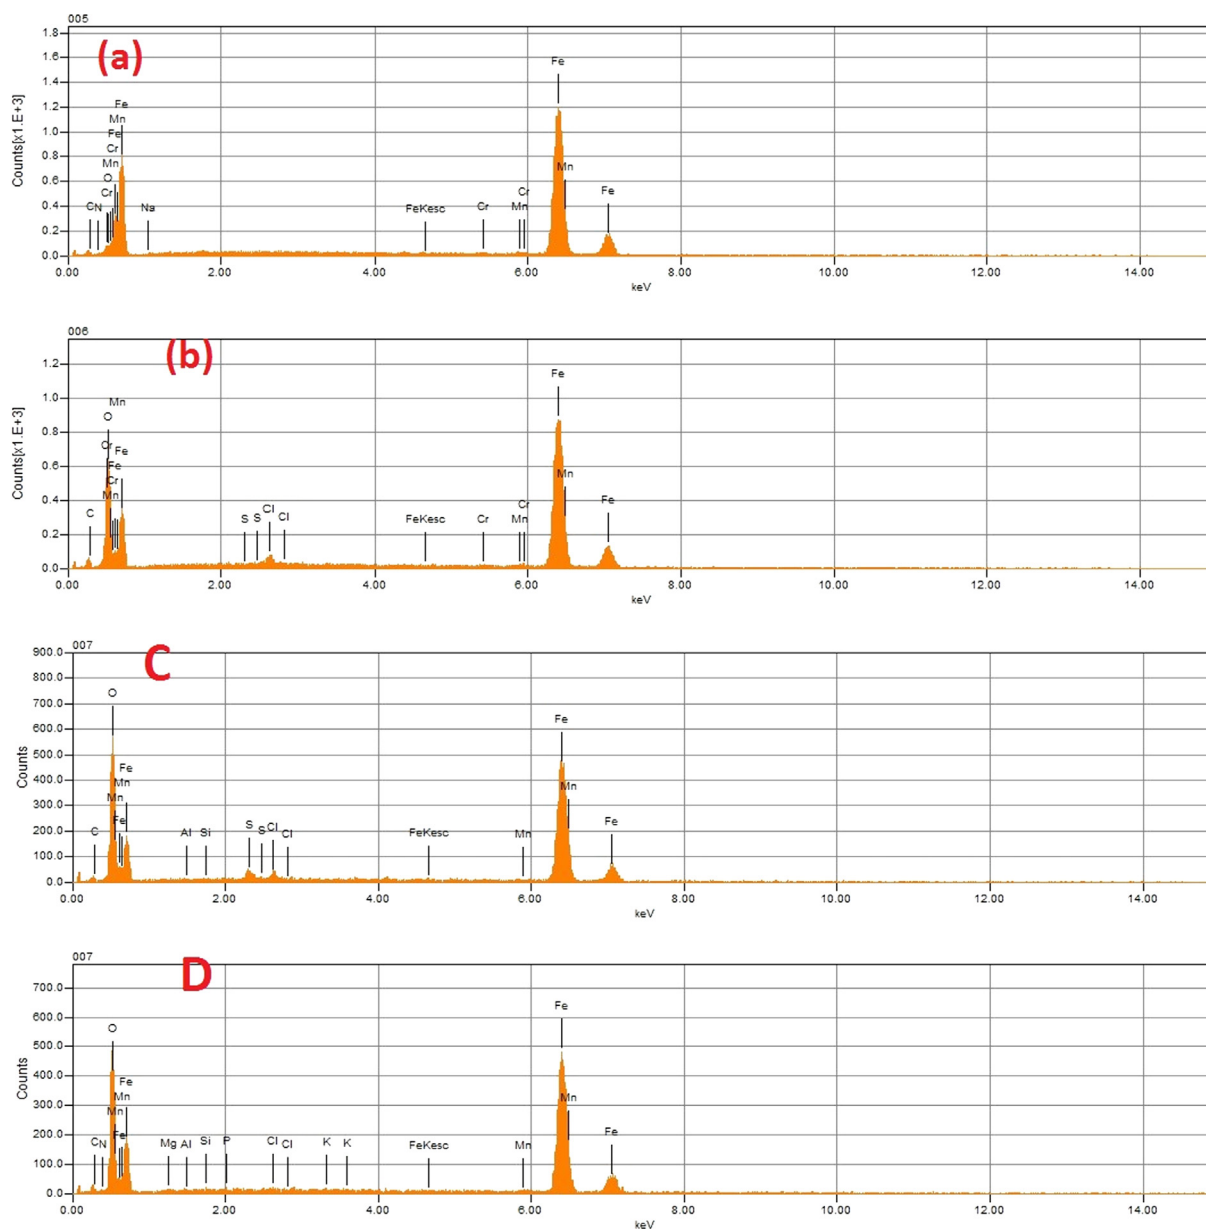 005
(a)
Counts[x1.E+3]
1.8
1.6
1.4
1.2
1.0
0.8
0.6
0.4
0.2
0.0
Fe
Mn
Fe
Cr
Mn
O
Cr
C N Na FeKesc Cr Cr
Mn
Fe
Mn
Fe
0.00 2.00 4.00 6.00 8.00 10.00 12.00 14.00
keV
006
(b)
Counts[x1.E+3]
1.2
1.0
0.8
0.6
0.4
0.2
0.0
Mn
O
Cr Fe
Fe
Cr
Mn
C S S Cl Cl FeKesc Cr Cr
Mn
Fe
Mn
Fe
0.00 2.00 4.00 6.00 8.00 10.00 12.00 14.00
keV
007
C
Counts
900.0
800.0
700.0
600.0
500.0
400.0
300.0
200.0
100.0
0.0
O
Fe
Mn
Mn
Fe
C Al Si S S Cl Cl FeKesc Mn
Fe
Mn
Fe
0.00 2.00 4.00 6.00 8.00 10.00 12.00 14.00
keV
007
D
Counts
700.0
600.0
500.0
400.0
300.0
200.0
100.0
0.0
O
Fe
Mn
Mn
Fe
C N Mg Al Si P Cl Cl K K FeKesc Mn
Fe
Mn
Fe
0.00 2.00 4.00 6.00 8.00 10.00 12.00 14.00
keV